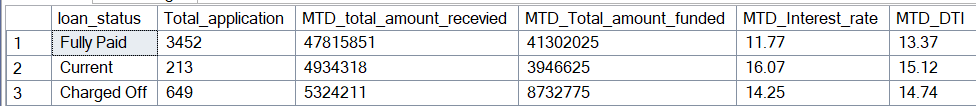 loan_status Total_application MTD_total_amount_recevied MTD_Total_amount_funded MTD_Interest_rate MTD_DTI
1 Fully Paid 3452 47815851 41302025 11.77 13.37
2 Current 213 4934318 3946625 16.07 15.12
3 Charged Off 649 5324211 8732775 14.25 14.74